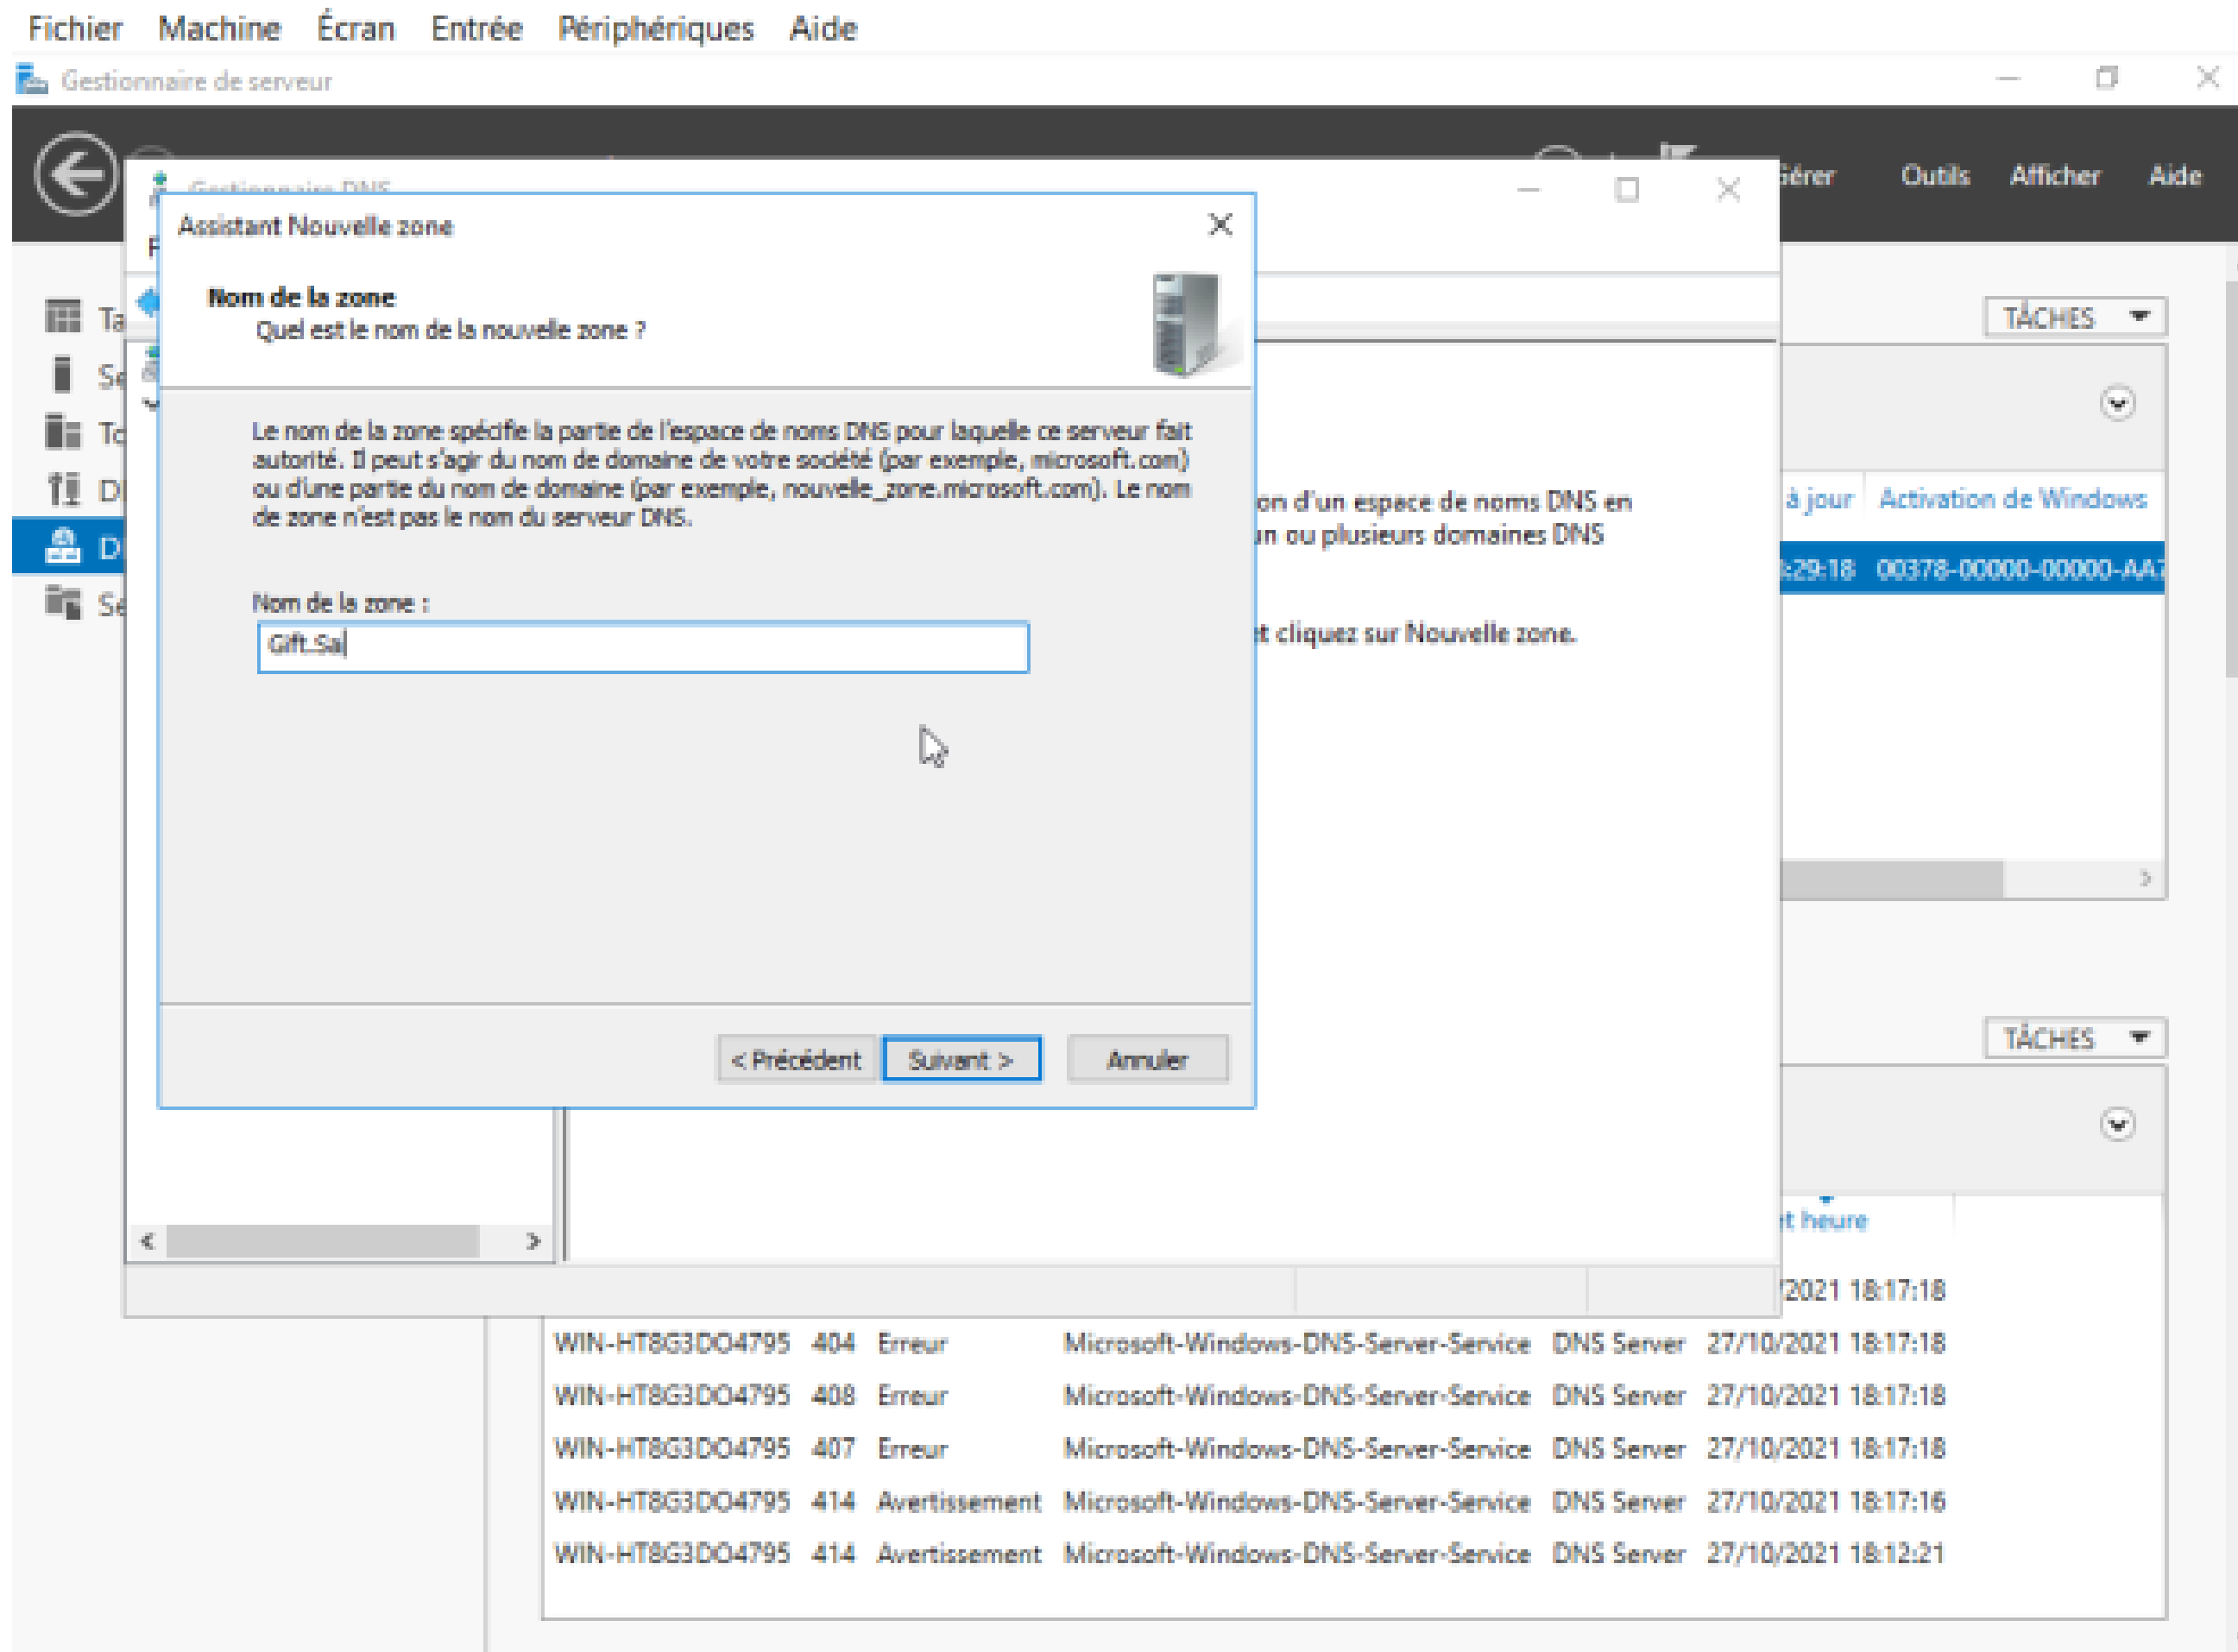 Fichier Machine Écran Entrée Périphériques Aide
Gestionnaire de serveur
Gérer Outils Afficher Aide
Gestionnaire DNS
Assistant Nouvelle zone
Nom de la zone
Quel est le nom de la nouvelle zone ?
Le nom de la zone spécifie la partie de l'espace de noms DNS pour laquelle ce serveur fait
autorité. Il peut s'agir du nom de domaine de votre société (par exemple, microsoft.com)
ou d'une partie du nom de domaine (par exemple, nouvelle_zone.microsoft.com). Le nom
de zone n'est pas le nom du serveur DNS.
Nom de la zone :
Gift.Sa
< Précédent Suivant > Annuler
on d'un espace de noms DNS en
un ou plusieurs domaines DNS
et cliquez sur Nouvelle zone.
TÂCHES
à jour Activation de Windows
:29:18 00378-00000-00000-AA
TÂCHES
et heure
/2021 18:17:18
WIN-HT8G3DO4795 404 Erreur Microsoft-Windows-DNS-Server-Service DNS Server 27/10/2021 18:17:18
WIN-HT8G3DO4795 408 Erreur Microsoft-Windows-DNS-Server-Service DNS Server 27/10/2021 18:17:18
WIN-HT8G3DO4795 407 Erreur Microsoft-Windows-DNS-Server-Service DNS Server 27/10/2021 18:17:18
WIN-HT8G3DO4795 414 Avertissement Microsoft-Windows-DNS-Server-Service DNS Server 27/10/2021 18:17:16
WIN-HT8G3DO4795 414 Avertissement Microsoft-Windows-DNS-Server-Service DNS Server 27/10/2021 18:12:21